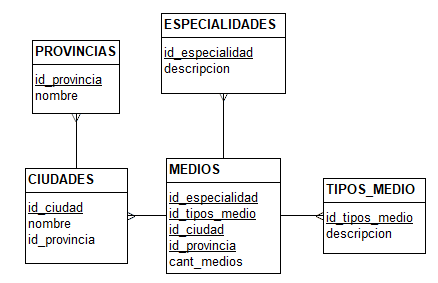 ESPECIALIDADES
id_especialidad
descripcion
PROVINCIAS
id_provincia
nombre
CIUDADES
id_ciudad
nombre
id_provincia
MEDIOS
id_especialidad
id_tipos_medio
id_ciudad
id_provincia
cant_medios
TIPOS_MEDIO
id_tipos_medio
descripcion